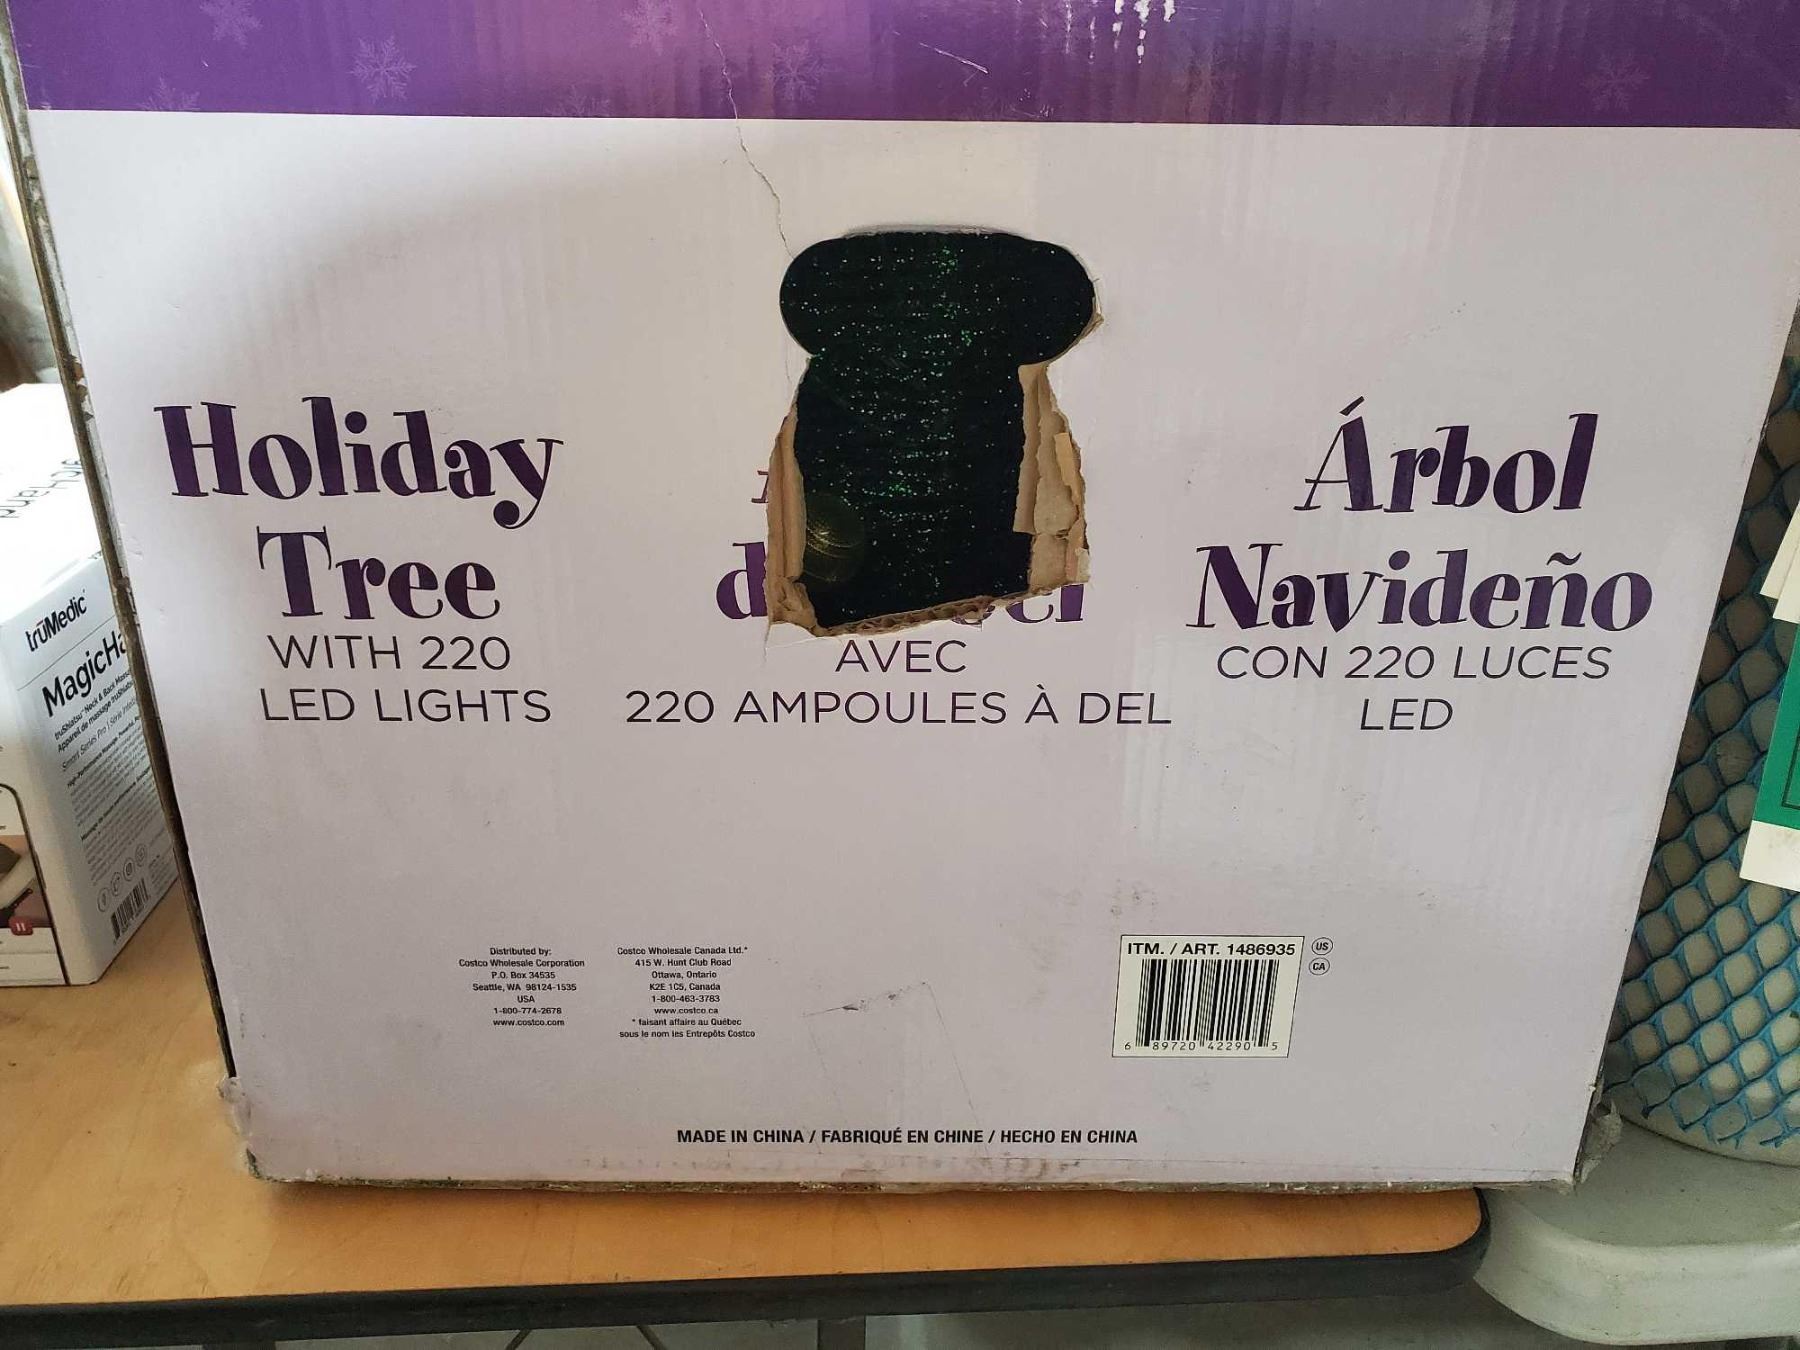 Holiday
Tree
WITH 220
LED LIGHTS
AVEC
220 AMPOULES À DEL
Árbol
Navideño
CON 220 LUCES
LED
Distributed by:
Costco Wholesale Corporation
P.O. Box 34535
Seattle, WA 98124-1535
USA
1-800-774-2678
www.costco.com
Costco Wholesale Canada Ltd.*
415 W. Hunt Club Road
Ottawa, Ontario
K2E 1C5, Canada
1-800-463-3783
www.costco.ca
* faisant affaire au Québec
sous le nom les Entrepôts Costco
ITM. / ART. 1486935
US
CA
6 89720 42290 5
MADE IN CHINA / FABRIQUÉ EN CHINE / HECHO EN CHINA
truMedic